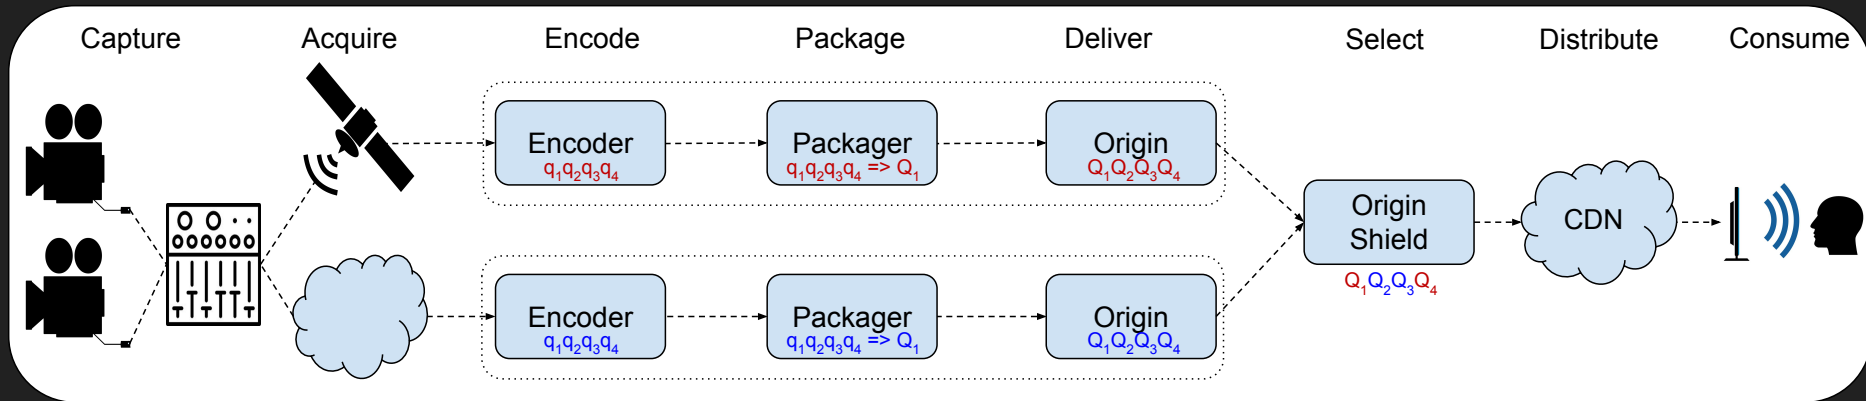 Capture Acquire Encode Package Deliver Select Distribute Consume
Encoder
q₁q₂q₃q₄
Packager
q₁q₂q₃q₄ => Q₁
Origin
Q₁Q₂Q₃Q₄
Origin
Shield
Q₁Q₂Q₃Q₄
CDN
Encoder
q₁q₂q₃q₄
Packager
q₁q₂q₃q₄ => Q₁
Origin
Q₁Q₂Q₃Q₄